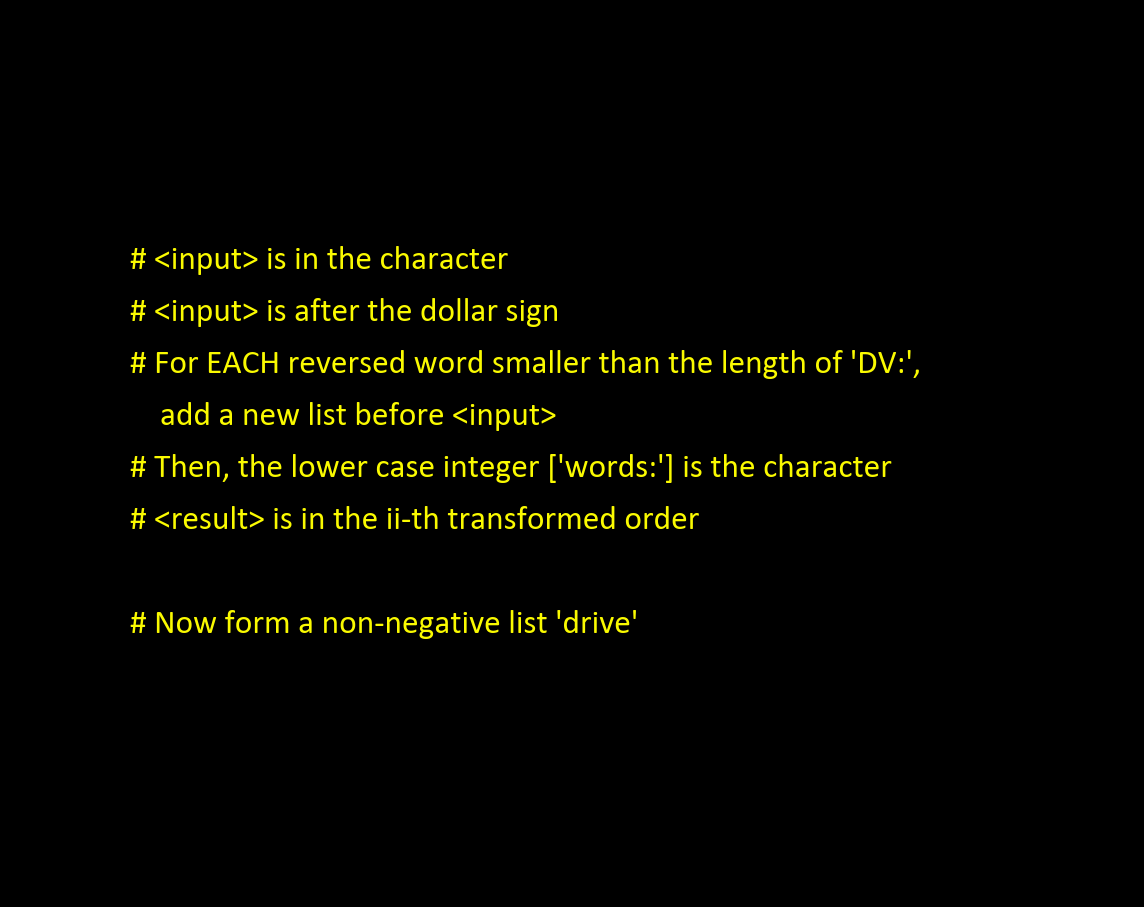 # <input> is in the character
# <input> is after the dollar sign
# For EACH reversed word smaller than the length of 'DV:',
add a new list before <input>
# Then, the lower case integer ['words:'] is the character
# <result> is in the ii-th transformed order
# Now form a non-negative list 'drive'